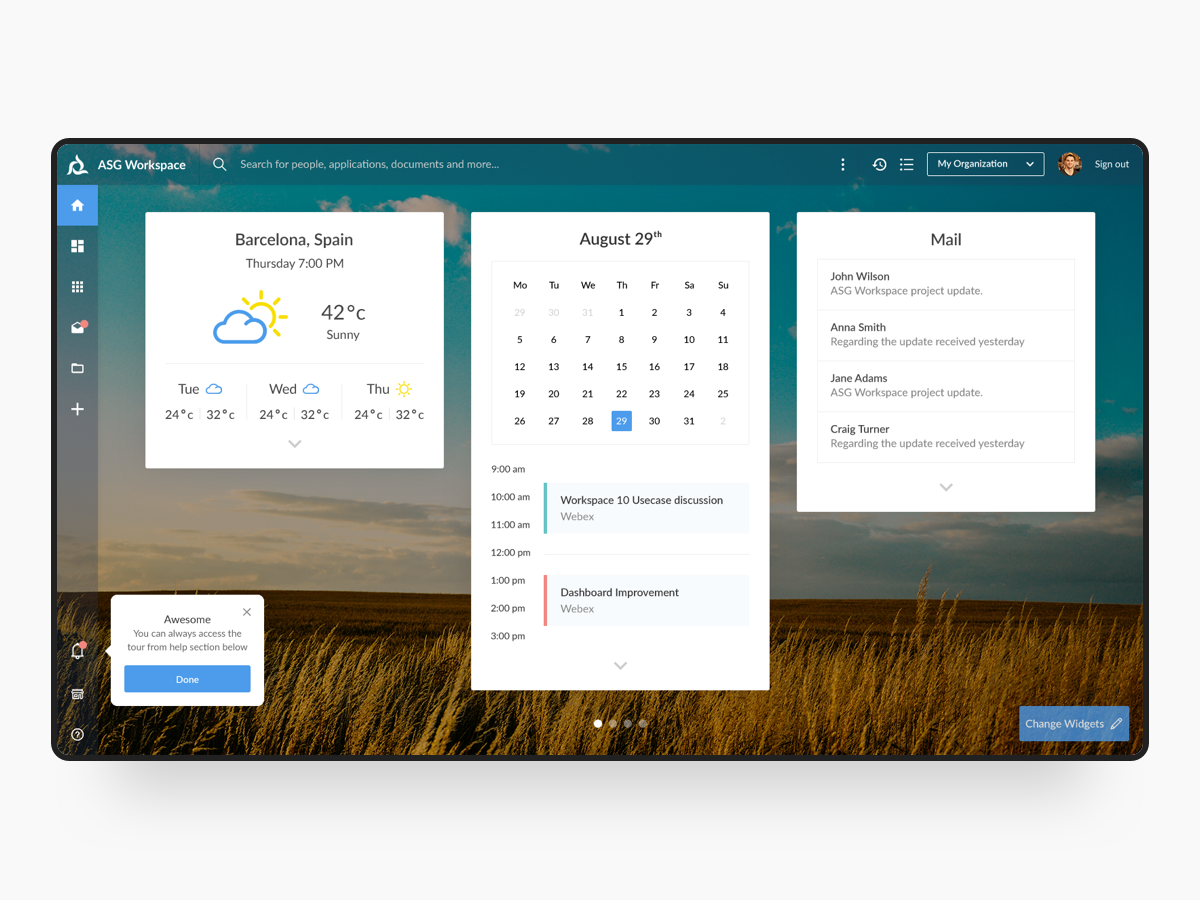 ASG Workspace
Search for people, applications, documents and more...
My Organization
Sign out
Barcelona, Spain
Thursday 7:00 PM
42°c
Sunny
Tue Wed Thu
24°c 32°c 24°c 32°c 24°c 32°c
August 29th
Mo Tu We Th Fr Sa Su
29 30 31 1 2 3 4
5 6 7 8 9 10 11
12 13 14 15 16 17 18
19 20 21 22 23 24 25
26 27 28 29 30 31 2
9:00 am
10:00 am
Workspace 10 Usecase discussion
Webex
11:00 am
12:00 pm
1:00 pm
Dashboard Improvement
Webex
2:00 pm
3:00 pm
Mail
John Wilson
ASG Workspace project update.
Anna Smith
Regarding the update received yesterday
Jane Adams
ASG Workspace project update.
Craig Turner
Regarding the update received yesterday
Awesome
You can always access the
tour from help section below
Done
Change Widgets